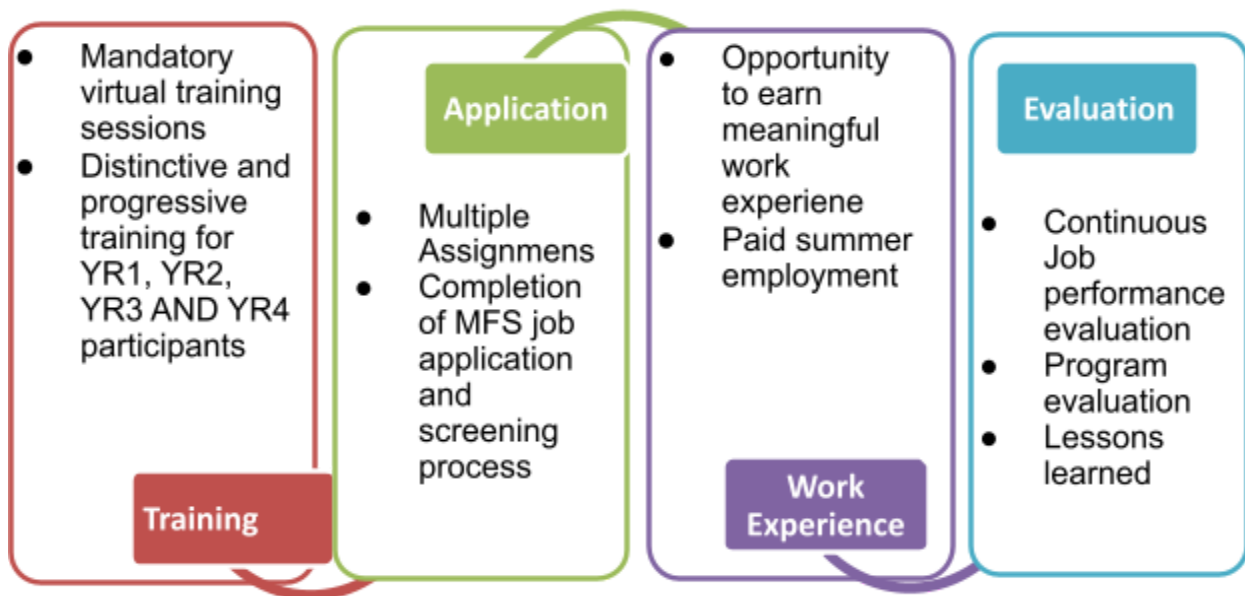 ● Mandatory
virtual training
sessions
● Distinctive and
progressive
training for
YR1, YR2,
YR3 AND YR4
participants
Training
Application
● Multiple
Assignmens
● Completion
of MFS job
application
and
screening
process
● Opportunity
to earn
meaningful
work
experiene
● Paid summer
employment
Work
Experience
Evaluation
● Continuous
Job
performance
evaluation
● Program
evaluation
● Lessons
learned